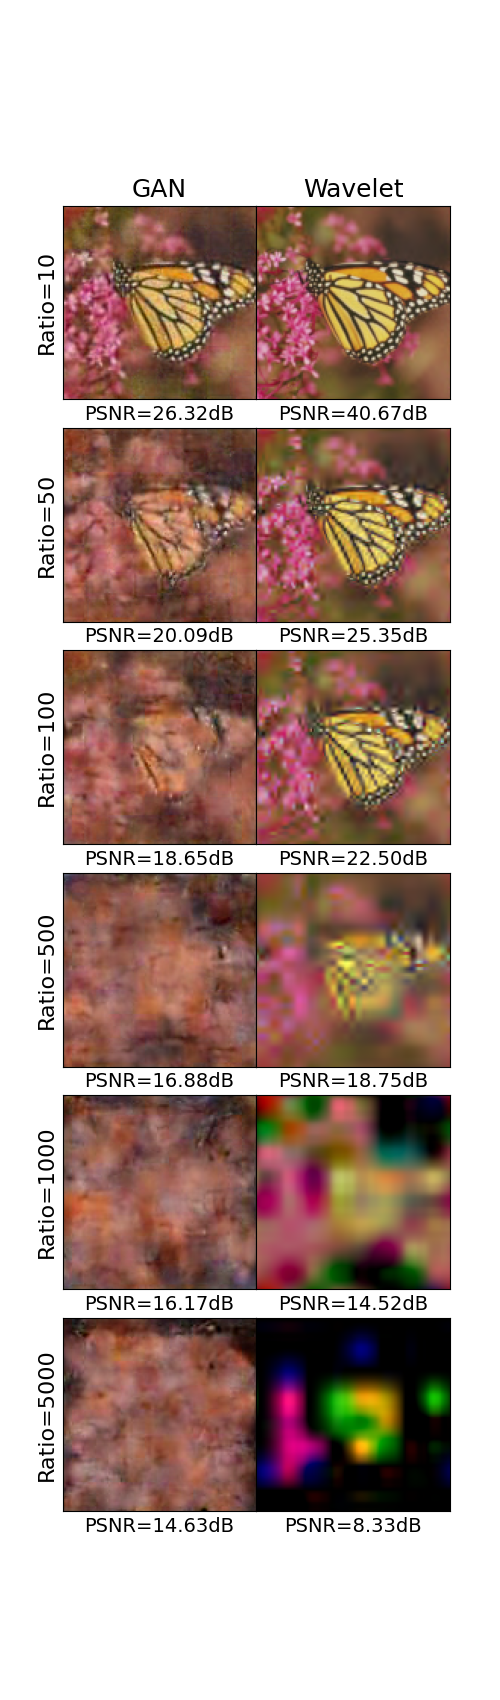 GAN Wavelet
Ratio=10
PSNR=26.32dB PSNR=40.67dB
Ratio=50
PSNR=20.09dB PSNR=25.35dB
Ratio=100
PSNR=18.65dB PSNR=22.50dB
Ratio=500
PSNR=16.88dB PSNR=18.75dB
Ratio=1000
PSNR=16.17dB PSNR=14.52dB
Ratio=5000
PSNR=14.63dB PSNR=8.33dB